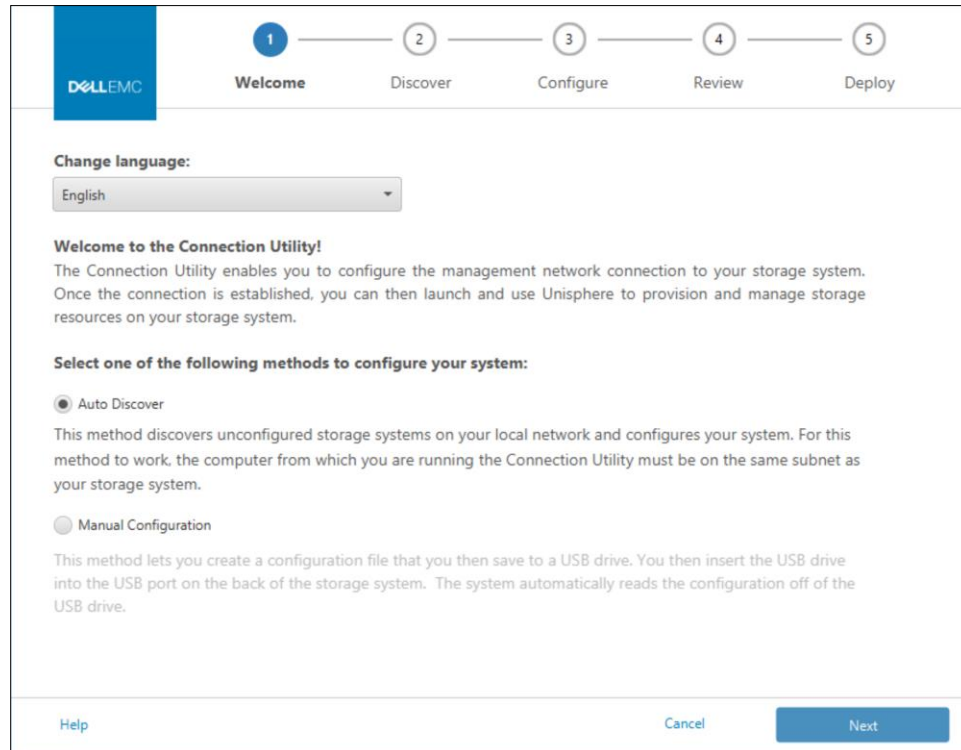 1
2
3
4
5
DELLEMC
Welcome
Discover
Configure
Review
Deploy
Change language:
English
Welcome to the Connection Utility!
The Connection Utility enables you to configure the management network connection to your storage system.
Once the connection is established, you can then launch and use Unisphere to provision and manage storage
resources on your storage system.
Select one of the following methods to configure your system:
Auto Discover
This method discovers unconfigured storage systems on your local network and configures your system. For this
method to work, the computer from which you are running the Connection Utility must be on the same subnet as
your storage system.
Manual Configuration
This method lets you create a configuration file that you then save to a USB drive. You then insert the USB drive
into the USB port on the back of the storage system. The system automatically reads the configuration off of the
USB drive.
Help
Cancel
Next